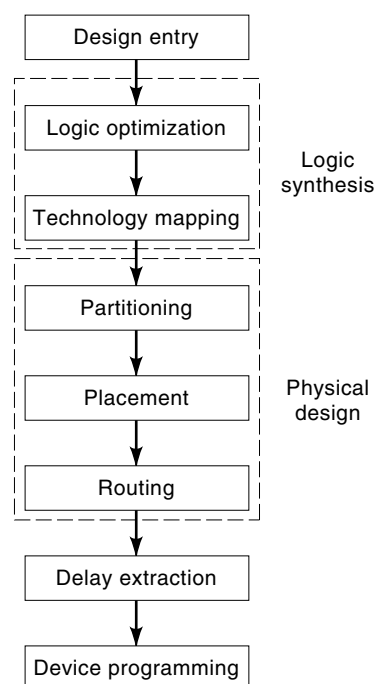 Design entry
Logic optimization
Logic
synthesis
Technology mapping
Partitioning
Placement
Physical
design
Routing
Delay extraction
Device programming